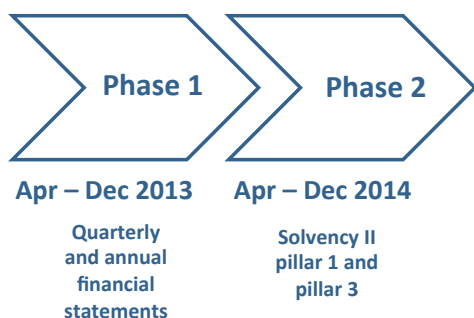 Phase 1
Phase 2
Apr – Dec 2013
Apr – Dec 2014
Quarterly
and annual
financial
statements
Solvency II
pillar 1 and
pillar 3